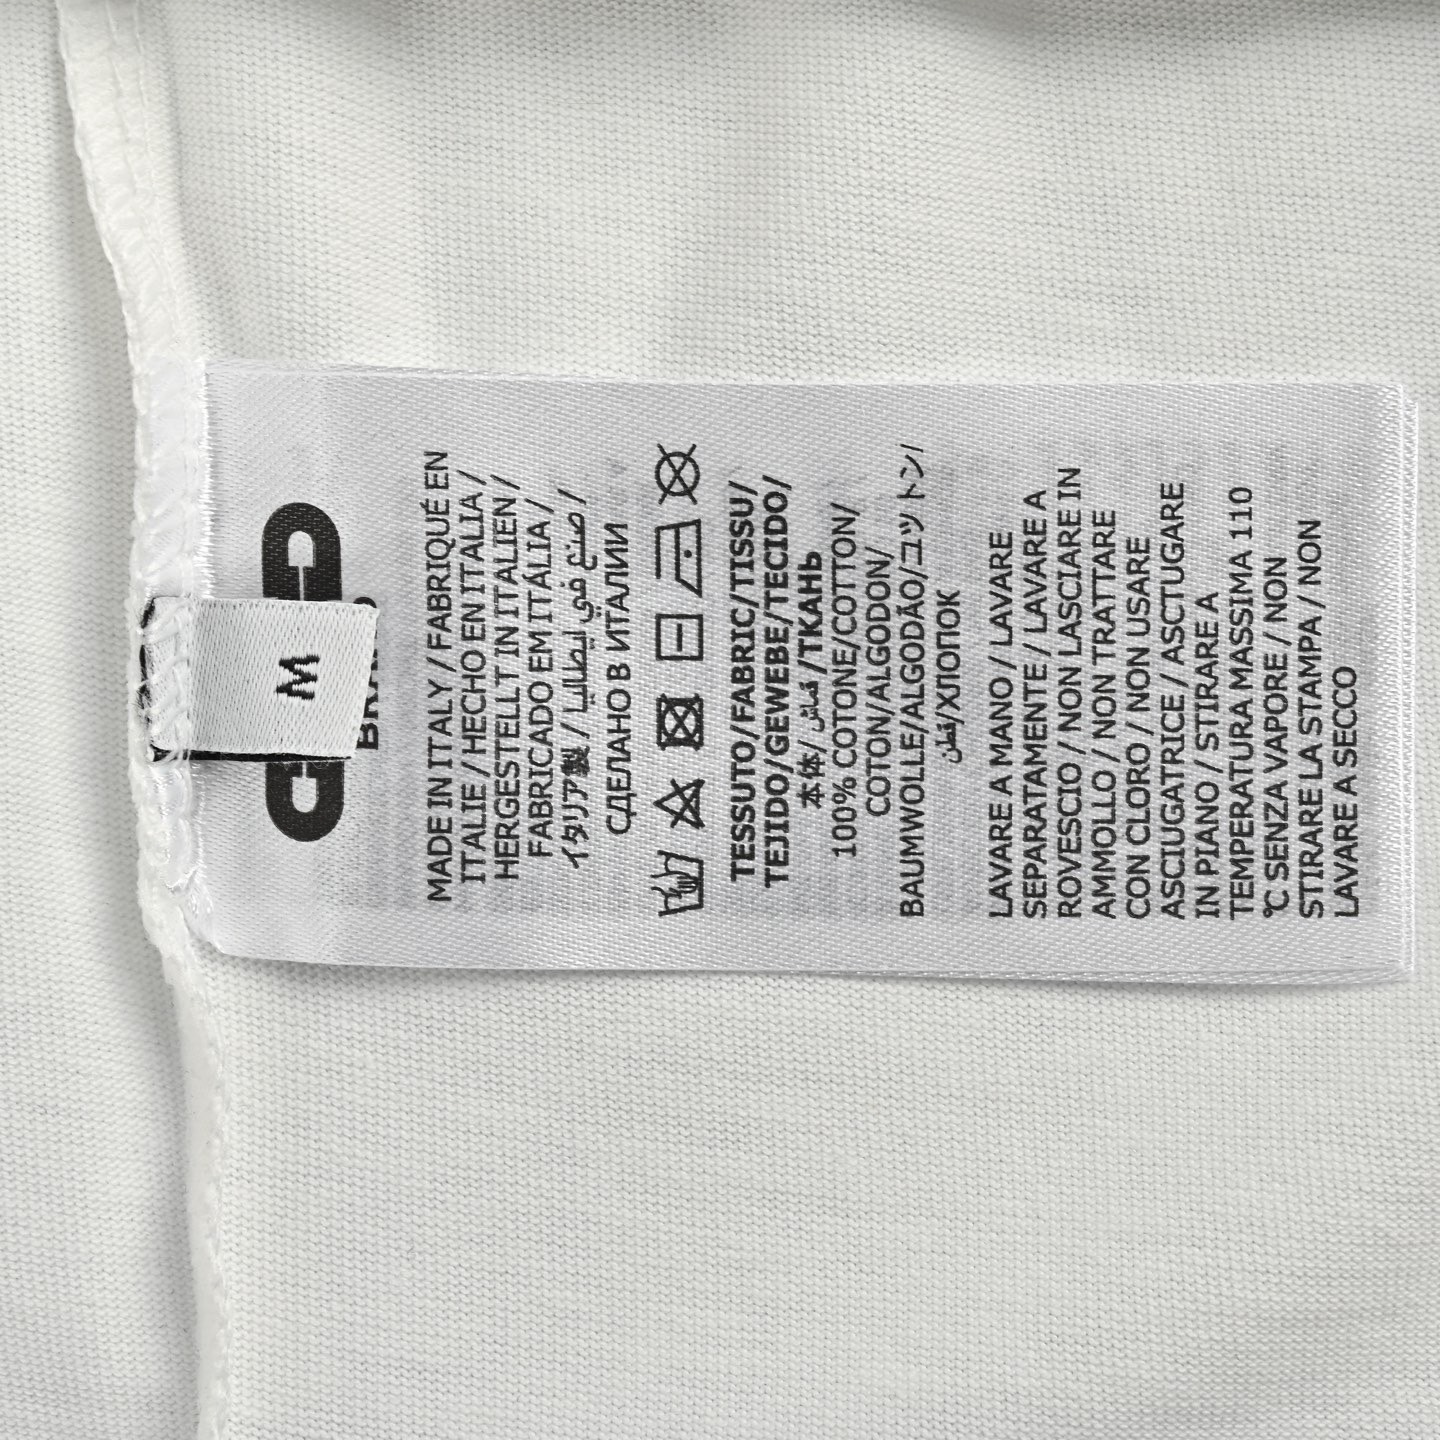 M
MADE IN ITALY / FABRIQUÉ EN
ITALIE / HECHO EN ITALIA /
HERGESTELLT IN ITALIEN /
FABRICADO EM ITÁLIA /
イタリア製 / صنع في إيطاليا /
СДЕЛАНО В ИТАЛИИ
TESSUTO/FABRIC/TISSU/
TEJIDO/GEWEBE/TECIDO/
本体/ قماش /ТКАНЬ
100% COTONE/COTTON/
COTON/ALGODON/
BAUMWOLLE/ALGODÃO/コットン/
قطن/ХЛОПОК
LAVARE A MANO / LAVARE
SEPARATAMENTE / LAVARE A
ROVESCIO / NON LASCIARE IN
AMMOLLO / NON TRATTARE
CON CLORO / NON USARE
ASCIUGATRICE / ASCTUGARE
IN PIANO / STIRARE A
TEMPERATURA MASSIMA 110
℃ SENZA VAPORE / NON
STIRARE LA STAMPA / NON
LAVARE A SECCO